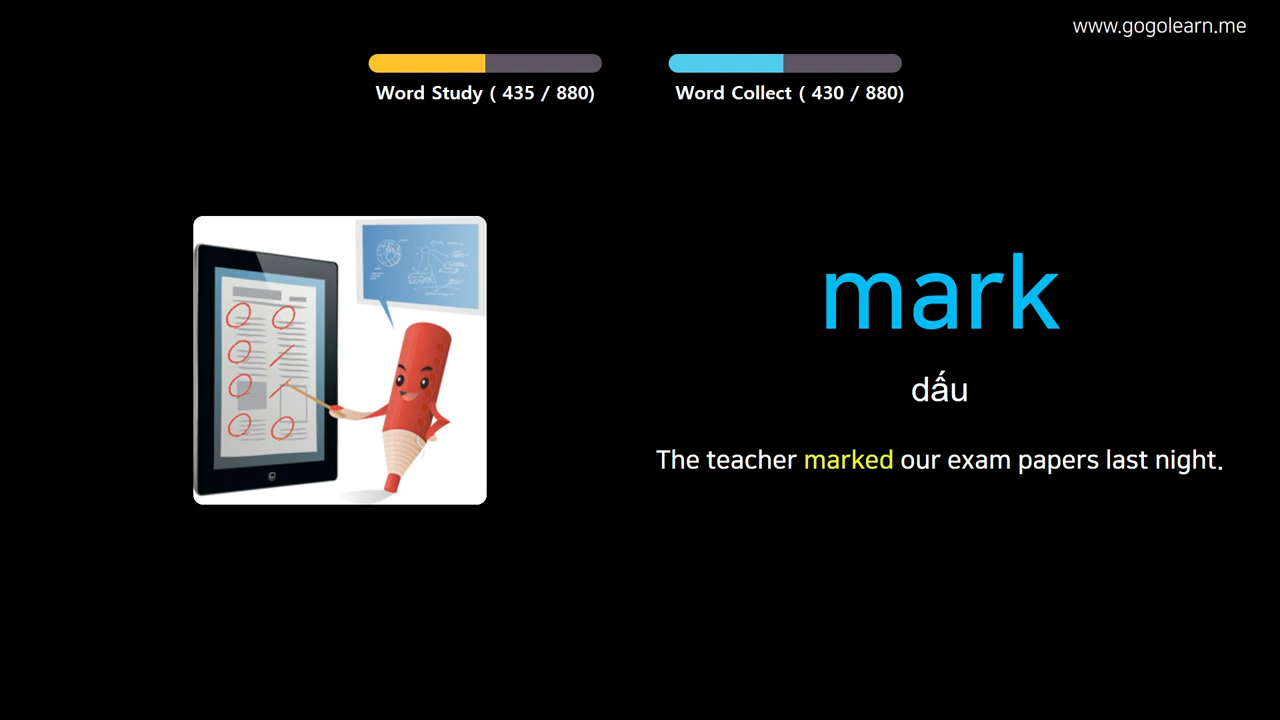 www.gogolearn.me
Word Study ( 435 / 880)
Word Collect ( 430 / 880)
mark
dấu
The teacher marked our exam papers last night.